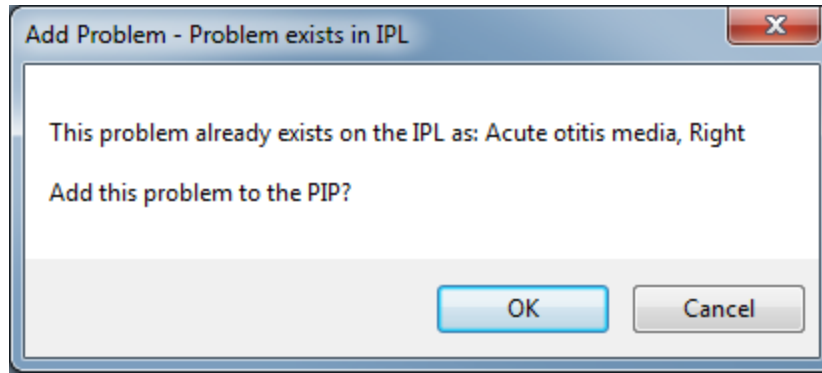 Add Problem - Problem exists in IPL
This problem already exists on the IPL as: Acute otitis media, Right
Add this problem to the PIP?
OK
Cancel